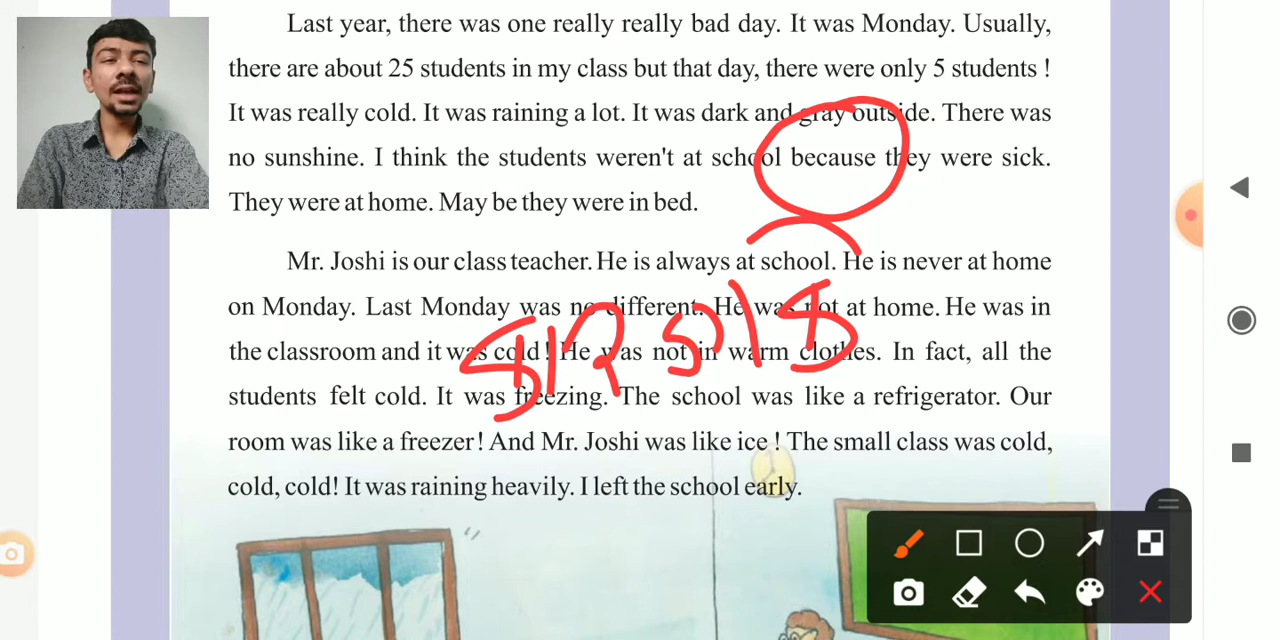 Last year, there was one really really bad day. It was Monday. Usually,
there are about 25 students in my class but that day, there were only 5 students !
It was really cold. It was raining a lot. It was dark and gray outside. There was
no sunshine. I think the students weren't at school because they were sick.
They were at home. May be they were in bed.
Mr. Joshi is our class teacher. He is always at school. He is never at home
on Monday. Last Monday was no different. He was not at home. He was in
the classroom and it was cold! He was not in warm clothes. In fact, all the
students felt cold. It was freezing. The school was like a refrigerator. Our
room was like a freezer! And Mr. Joshi was like ice ! The small class was cold,
cold, cold! It was raining heavily. I left the school early.